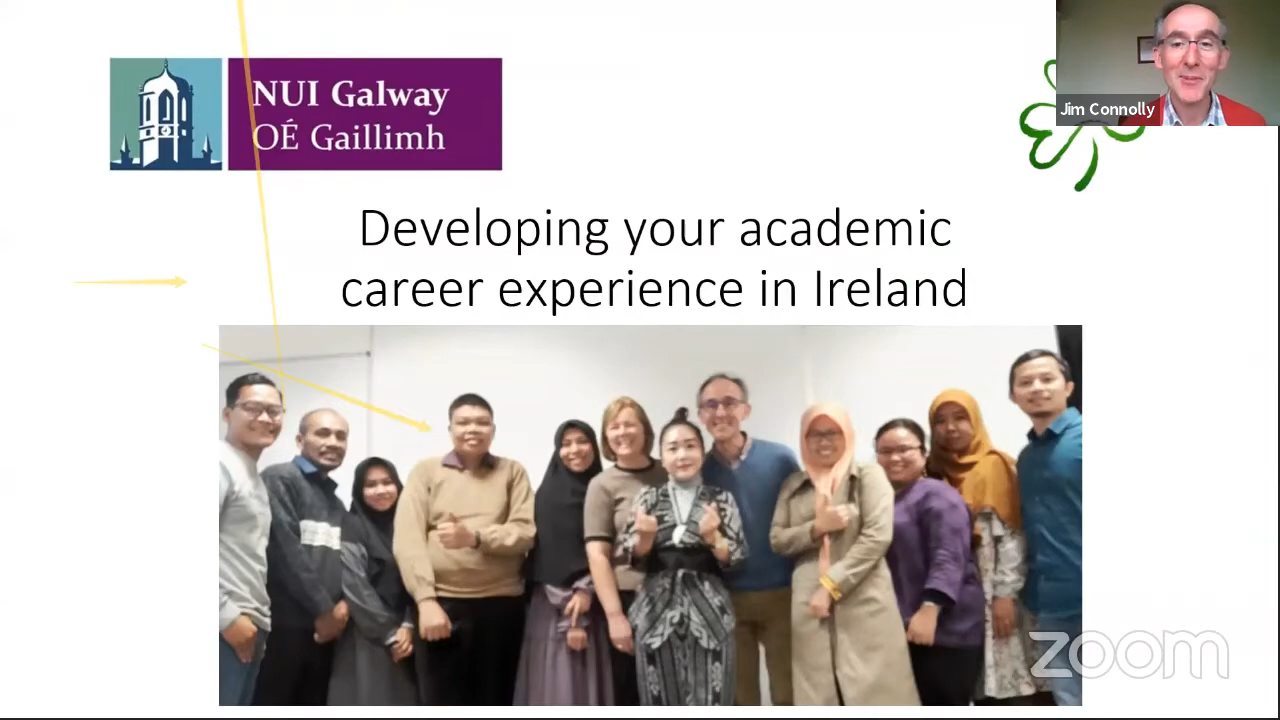 NUI Galway
OÉ Gaillimh
Jim Connolly
Developing your academic
career experience in Ireland
zoom